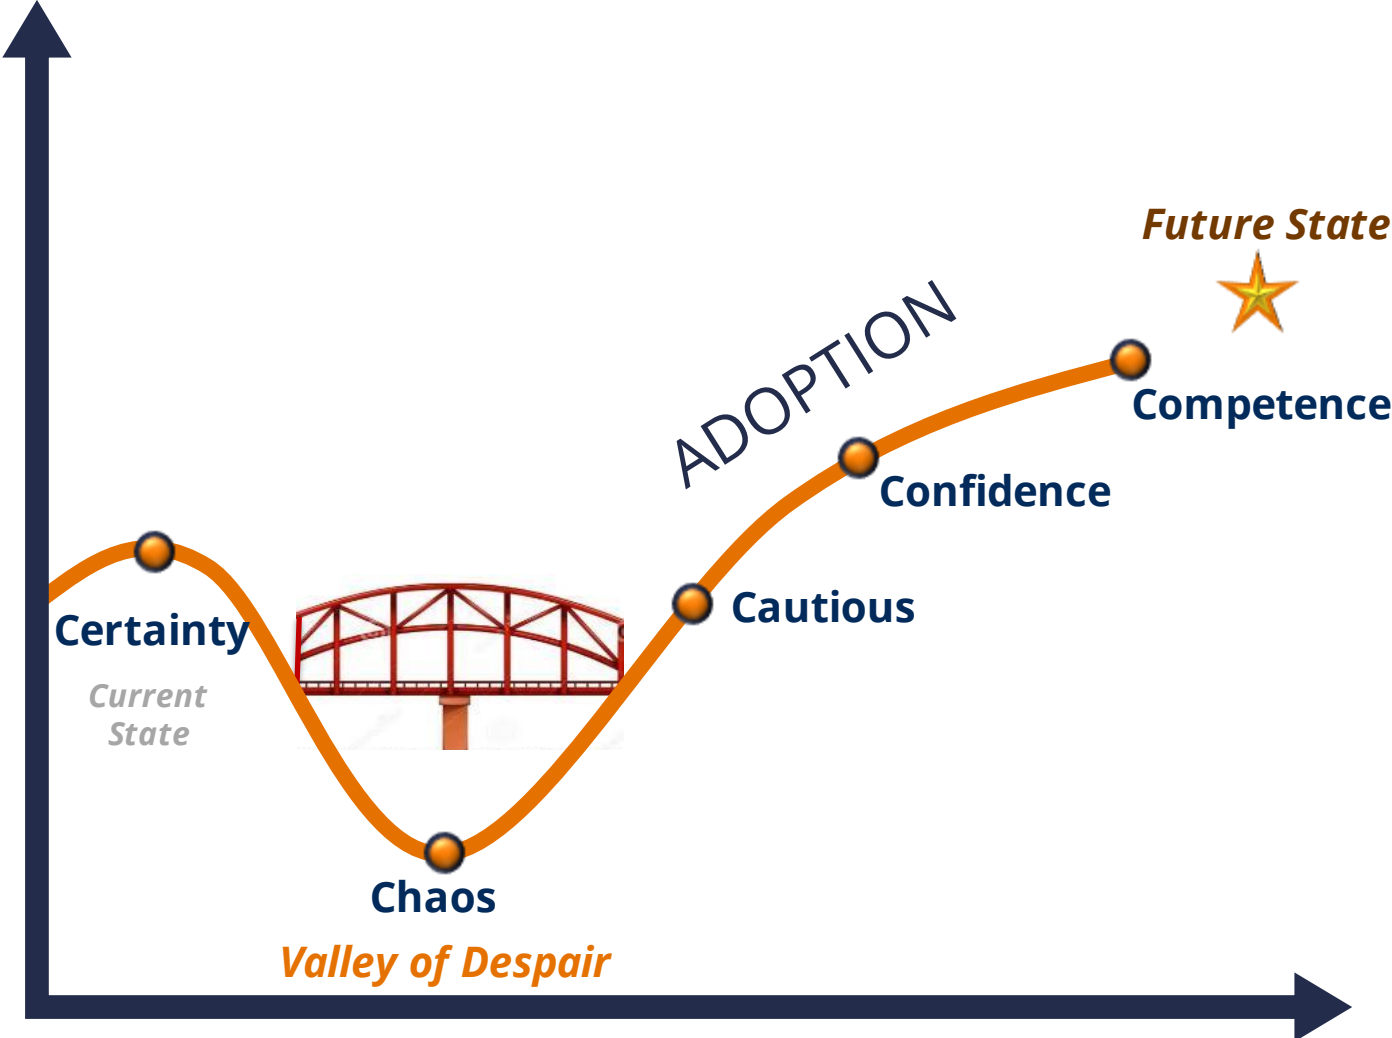 Future State
ADOPTION
Competence
Confidence
Cautious
Certainty
Current
State
Chaos
Valley of Despair